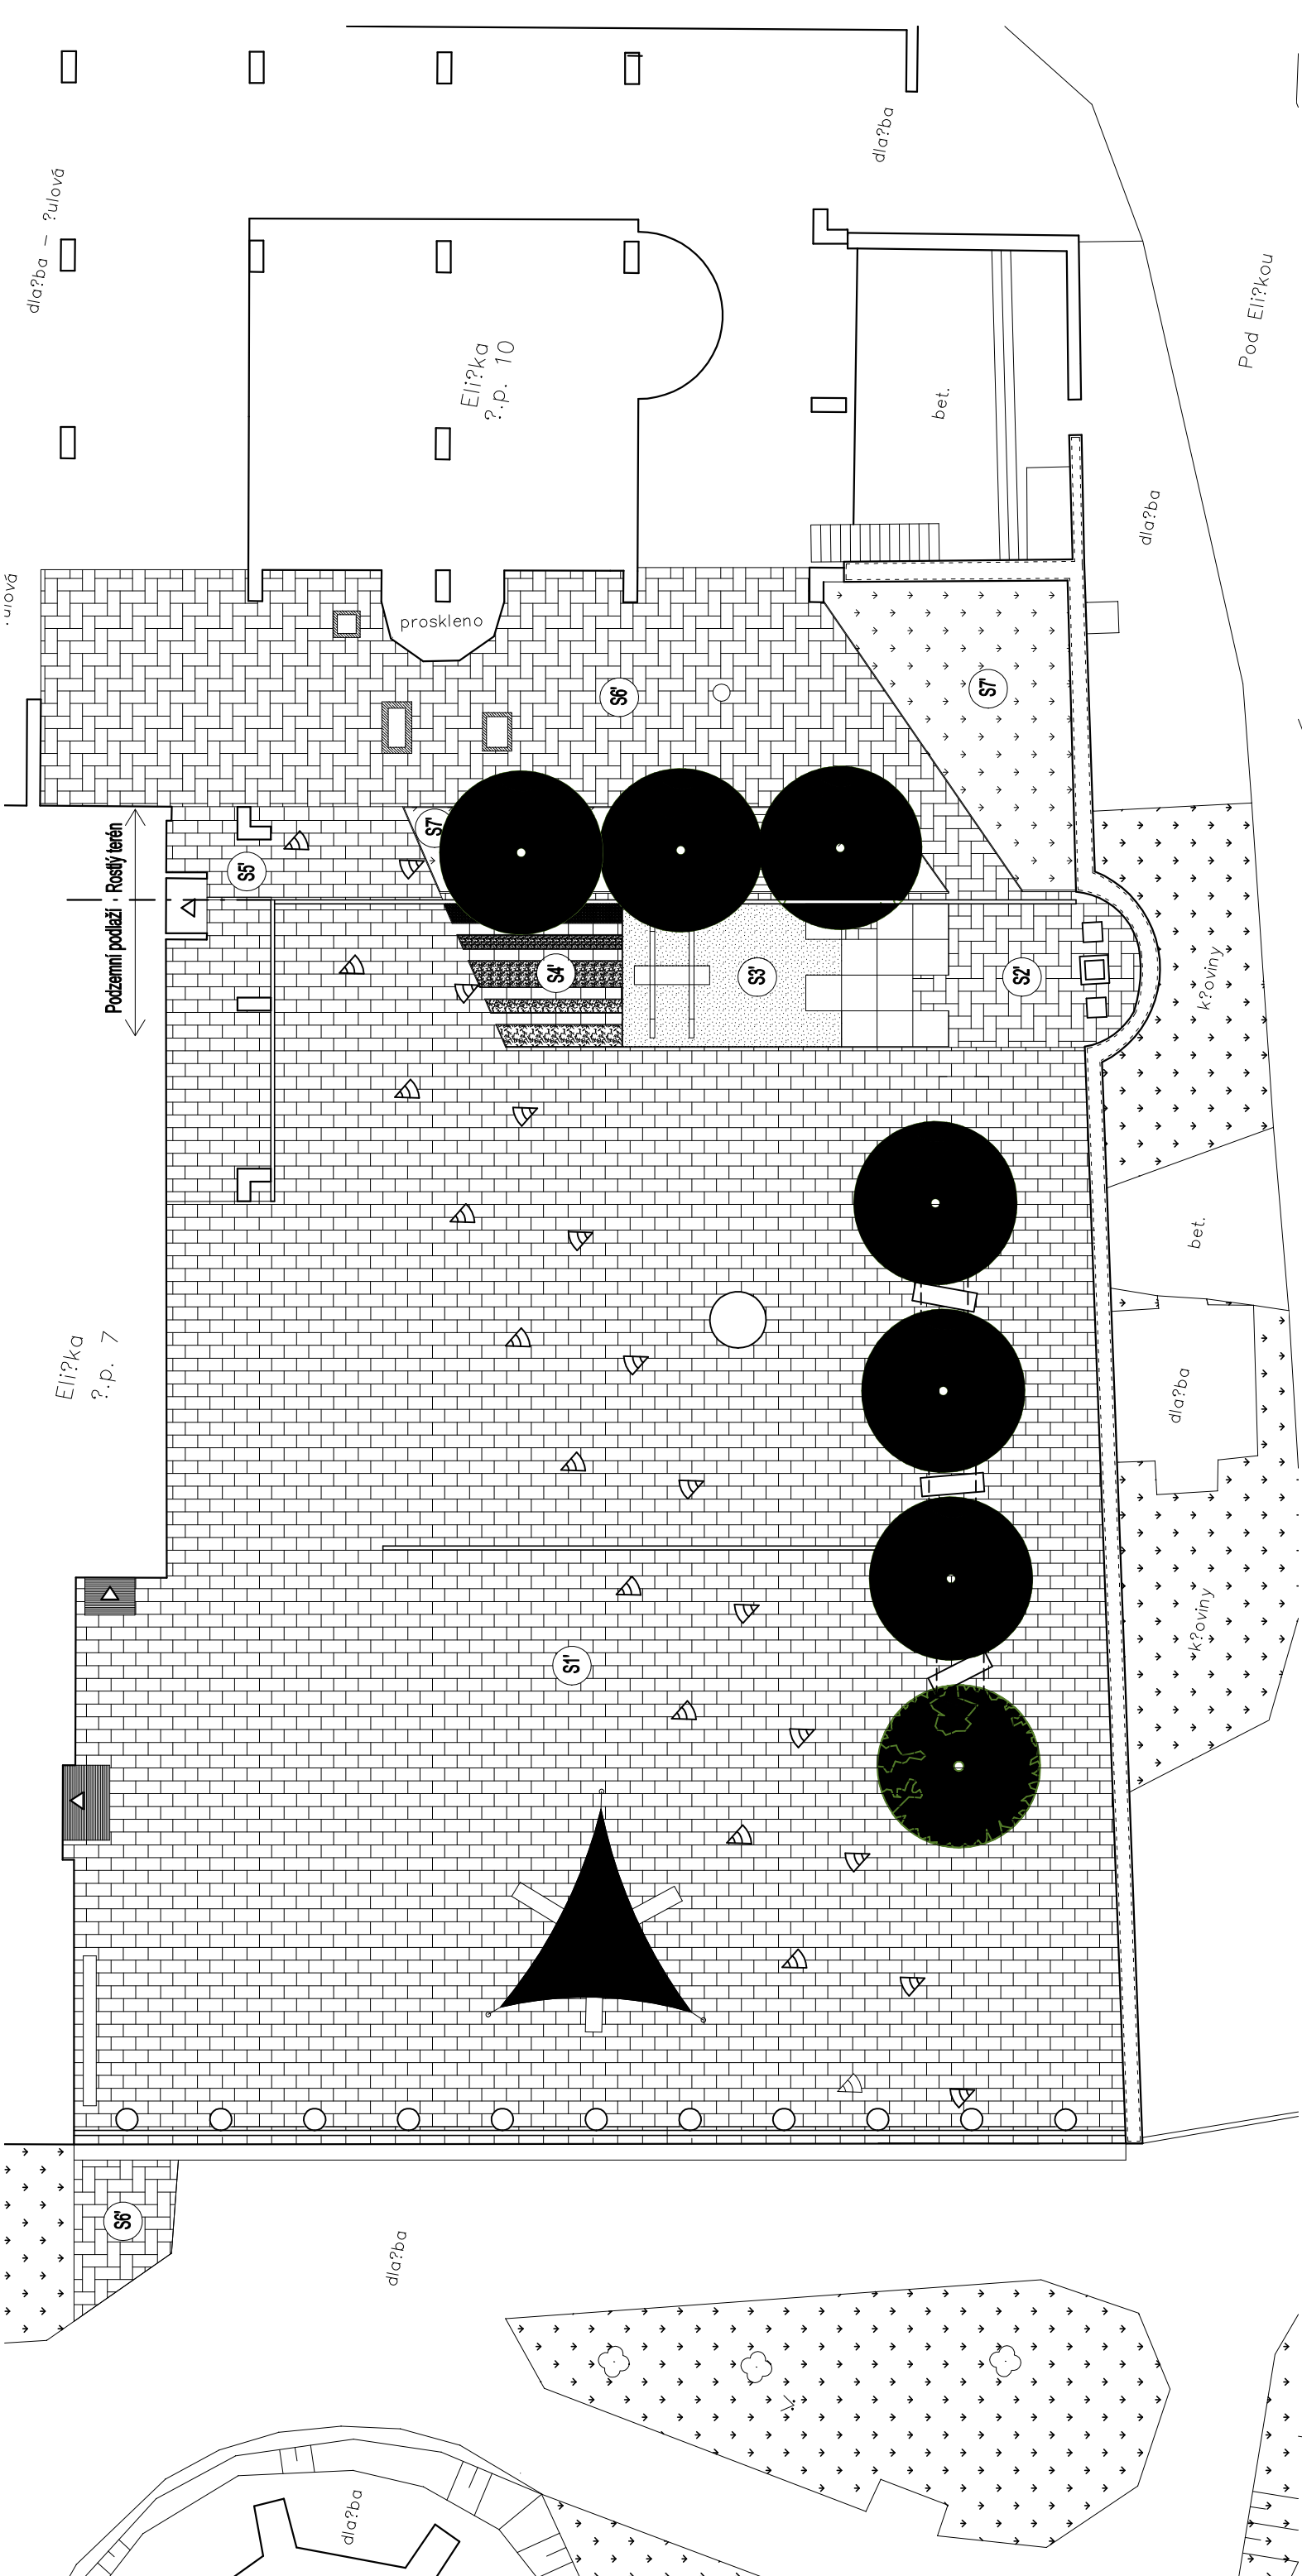 dla?ba
dla?ba – ?ulová
Pod Eli?kou
Eli?ka
?.p. 10
bet.
dla?ba
proskleno
S6'
S7'
S7'
S5'
Podzemní podlaží - Rostlý terén
S4'
S3'
S2'
k?oviny
bet.
Eli?ka
?.p. 7
dla?ba
k?oviny
S1'
S6'
dla?ba
dla?ba